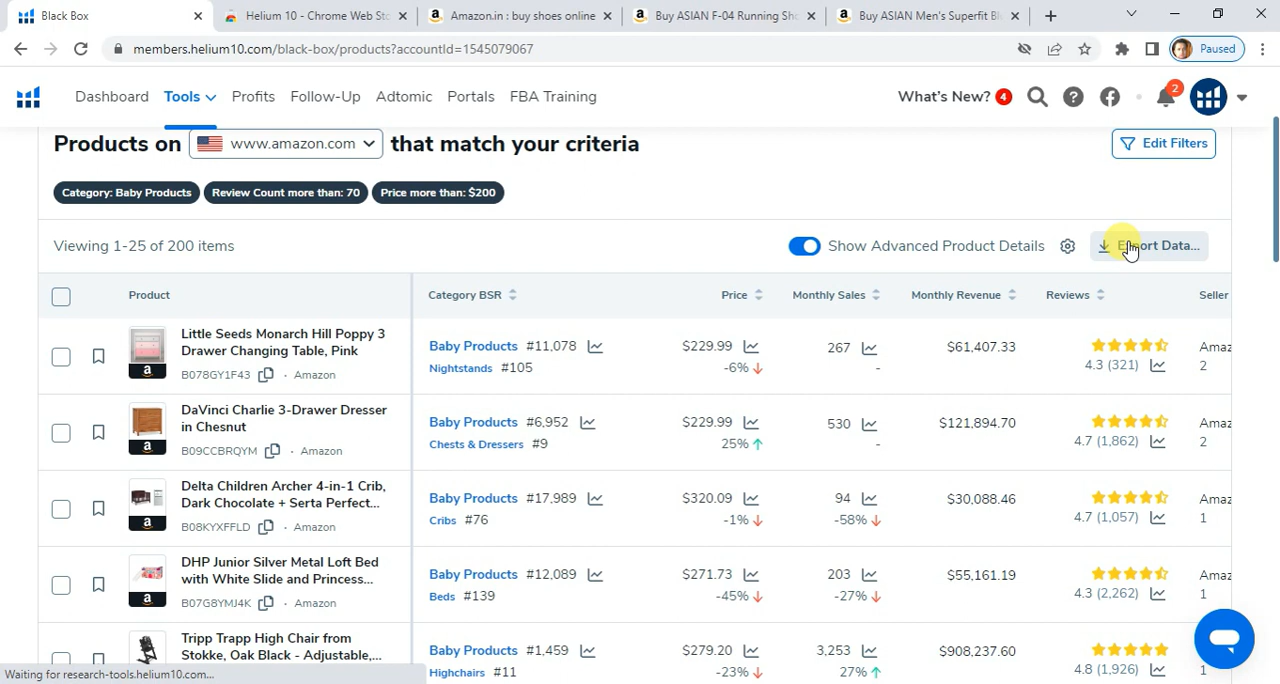 Black Box
Helium 10 - Chrome Web Sto
Amazon.in : buy shoes online
Buy ASIAN F-04 Running Sho
Buy ASIAN Men's Superfit Bl
members.helium10.com/black-box/products?accountId=1545079067
Paused
Dashboard
Tools
Profits
Follow-Up
Adtomic
Portals
FBA Training
What's New? 4
2
Products on www.amazon.com that match your criteria
Edit Filters
Category: Baby Products
Review Count more than: 70
Price more than: $200
Viewing 1-25 of 200 items
Show Advanced Product Details
Export Data...
Product
Category BSR
Price
Monthly Sales
Monthly Revenue
Reviews
Seller
Little Seeds Monarch Hill Poppy 3
Drawer Changing Table, Pink
B078GY1F43 · Amazon
Baby Products #11,078
Nightstands #105
$229.99
-6%
267
-
$61,407.33
4.3 (321)
Amaz
2
DaVinci Charlie 3-Drawer Dresser
in Chesnut
B09CCBRQYM · Amazon
Baby Products #6,952
Chests & Dressers #9
$229.99
25%
530
-
$121,894.70
4.7 (1,862)
Amaz
2
Delta Children Archer 4-in-1 Crib,
Dark Chocolate + Serta Perfect...
B08KYXFFLD · Amazon
Baby Products #17,989
Cribs #76
$320.09
-1%
94
-58%
$30,088.46
4.7 (1,057)
Amaz
1
DHP Junior Silver Metal Loft Bed
with White Slide and Princess...
B07G8YMJ4K · Amazon
Baby Products #12,089
Beds #139
$271.73
-45%
203
-27%
$55,161.19
4.3 (2,262)
Amaz
1
Tripp Trapp High Chair from
Stokke, Oak Black - Adjustable,...
Baby Products #1,459
Highchairs #11
$279.20
-23%
3,253
27%
$908,237.60
4.8 (1,926)
1
Waiting for research-tools.helium10.com...